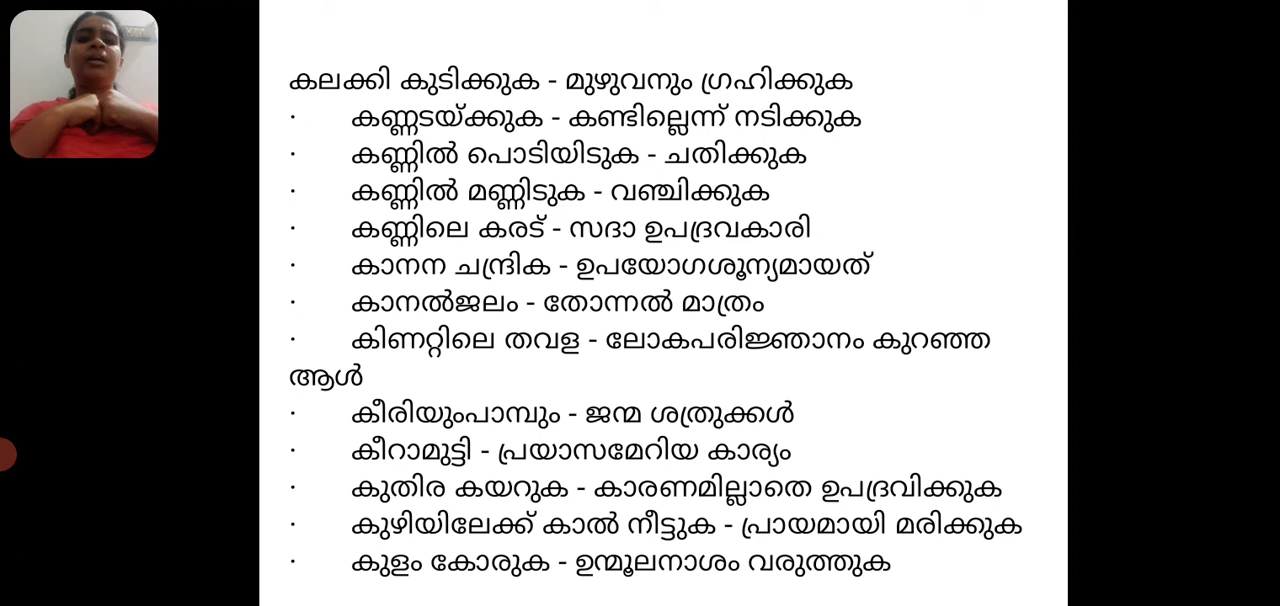 കലക്കി കുടിക്കുക - മുഴുവനും ഗ്രഹിക്കുക
· കണ്ണടയ്ക്കുക - കണ്ടില്ലെന്ന് നടിക്കുക
· കണ്ണിൽ പൊടിയിടുക - ചതിക്കുക
· കണ്ണിൽ മണ്ണിടുക - വഞ്ചിക്കുക
· കണ്ണിലെ കരട് - സദാ ഉപദ്രവകാരി
· കാനന ചന്ദ്രിക - ഉപയോഗശൂന്യമായത്
· കാനൽജലം - തോന്നൽ മാത്രം
· കിണറ്റിലെ തവള - ലോകപരിജ്ഞാനം കുറഞ്ഞ
ആൾ
· കീരിയുംപാമ്പും - ജന്മ ശത്രുക്കൾ
· കീറാമുട്ടി - പ്രയാസമേറിയ കാര്യം
· കുതിര കയറുക - കാരണമില്ലാതെ ഉപദ്രവിക്കുക
· കുഴിയിലേക്ക് കാൽ നീട്ടുക - പ്രായമായി മരിക്കുക
· കുളം കോരുക - ഉന്മൂലനാശം വരുത്തുക